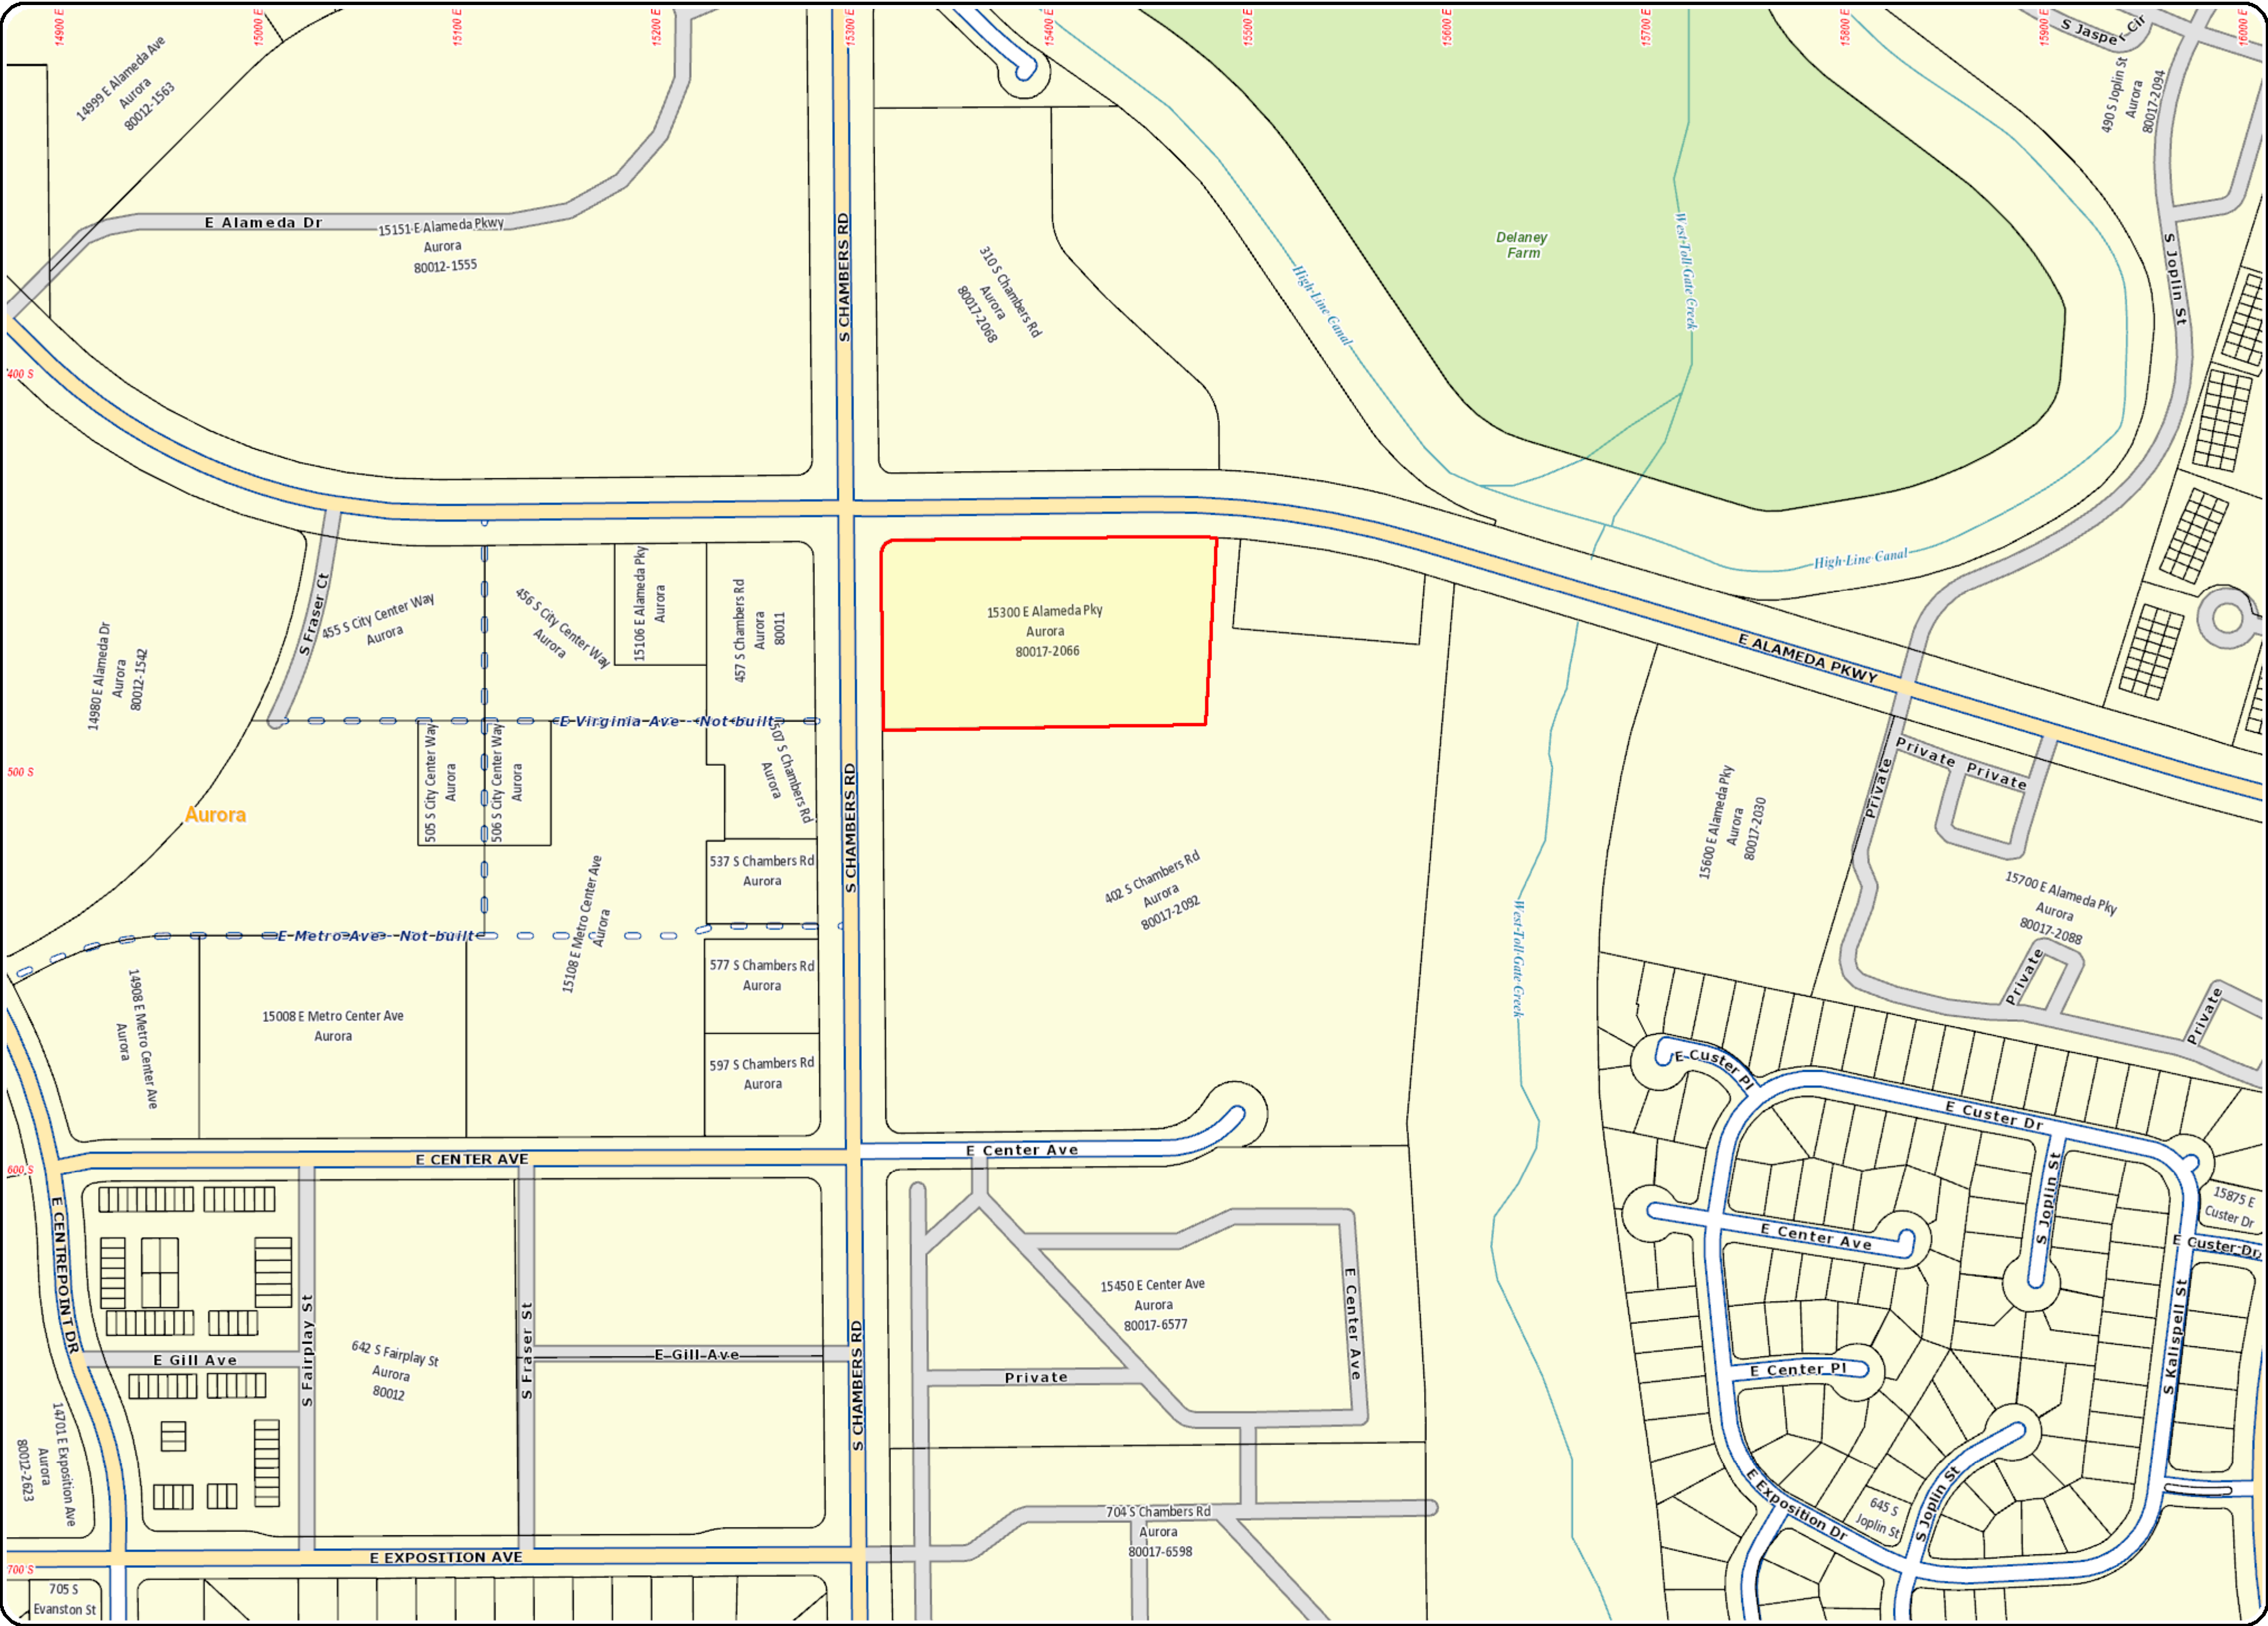 14900 E
15000 E
15100 E
15200 E
15300 E
15400 E
15500 E
15600 E
15700 E
15800 E
15900 E
16000 E
14999 E Alameda Ave
Aurora
80012-1563
S Jasper Cir
490 S Joplin St
Aurora
80017-2094
E Alameda Dr
15151 E Alameda Pkwy
Aurora
80012-1555
S CHAMBERS RD
310 S Chambers Rd
Aurora
80017-2068
High-Line Canal
West-Toll-Gate Creek
Delaney
Farm
S Joplin St
400 S
S Fraser Ct
455 S City Center Way
Aurora
456 S City Center Way
Aurora
15106 E Alameda Pky
Aurora
457 S Chambers Rd
Aurora
80011
15300 E Alameda Pky
Aurora
80017-2066
High-Line Canal
E ALAMEDA PKWY
14980 E Alameda Dr
Aurora
80012-1542
E Virginia Ave--Not-built
500 S
Aurora
505 S City Center Way
Aurora
506 S City Center Way
Aurora
507 S Chambers Rd
Aurora
S CHAMBERS RD
537 S Chambers Rd
Aurora
402 S Chambers Rd
Aurora
80017-2092
West-Toll-Gate-Creek
15600 E Alameda Pky
Aurora
80017-2030
Private
Private
Private
15700 E Alameda Pky
Aurora
80017-2088
Private
Private
E-Metro-Ave--Not-built
15108 E Metro Center Ave
Aurora
577 S Chambers Rd
Aurora
14908 E Metro Center Ave
Aurora
15008 E Metro Center Ave
Aurora
597 S Chambers Rd
Aurora
E Custer Pl
E Custer Dr
600 S
E CENTER AVE
E Center Ave
S Joplin St
15875 E
Custer Dr
E Custer-Dr
E CENTREPOINT DR
E Center Ave
15450 E Center Ave
Aurora
80017-6577
E Center Ave
S Fairplay St
S Fraser St
S CHAMBERS RD
S Kalispell St
E Gill Ave
642 S Fairplay St
Aurora
80012
E-Gill-Ave
Private
E Center Pl
14701 E Exposition Ave
Aurora
80012-2623
704 S Chambers Rd
Aurora
80017-6598
E Exposition Dr
645 S
Joplin St
S Joplin St
E EXPOSITION AVE
700 S
705 S
Evanston St